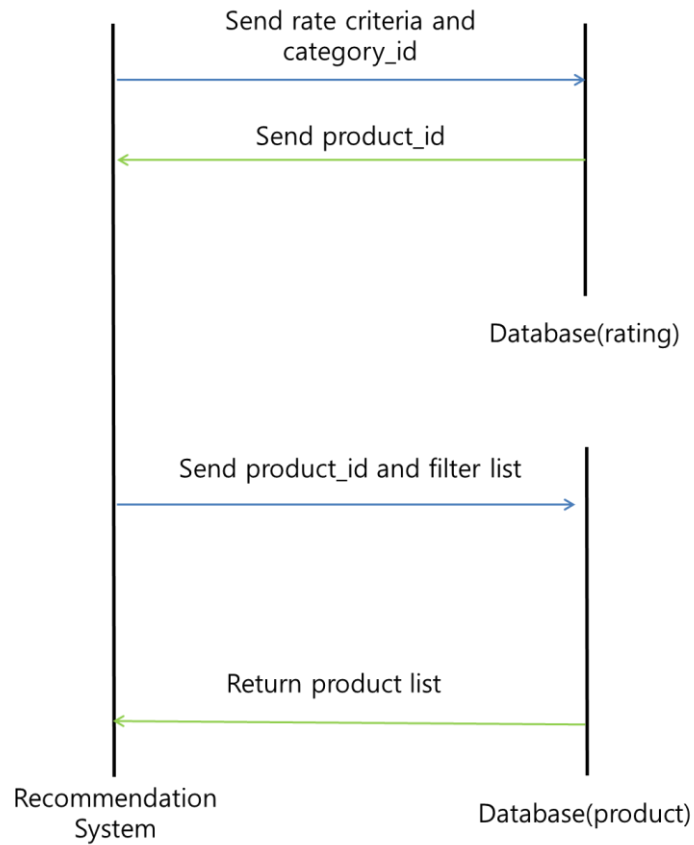 Send rate criteria and
category_id
Send product_id
Database(rating)
Send product_id and filter list
Return product list
Recommendation
System
Database(product)